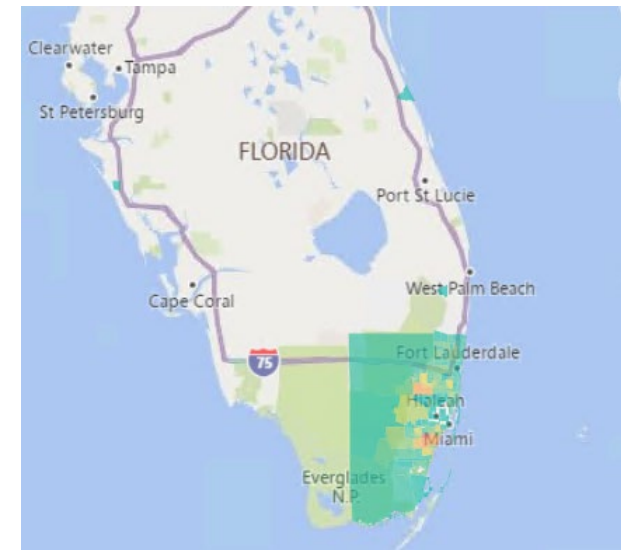 Clearwater
Tampa
St Petersburg
FLORIDA
Port St Lucie
West Palm Beach
Cape Coral
75
Fort Lauderdale
Hialeah
Miami
Everglades
N.P.